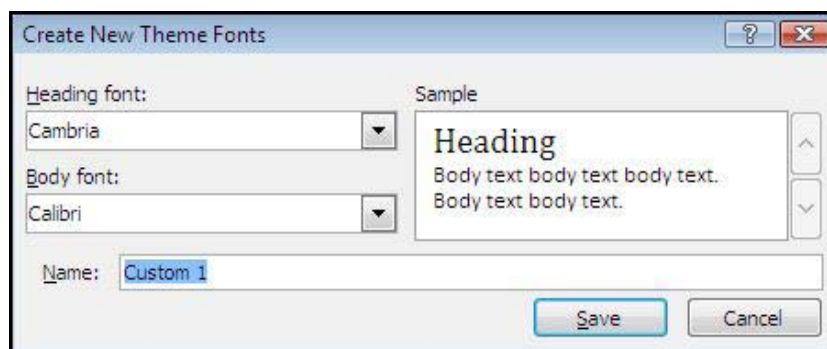 Create New Theme Fonts
Heading font:
Cambria
Body font:
Calibri
Sample
Heading
Body text body text body text.
Body text body text.
Name: Custom 1
Save Cancel